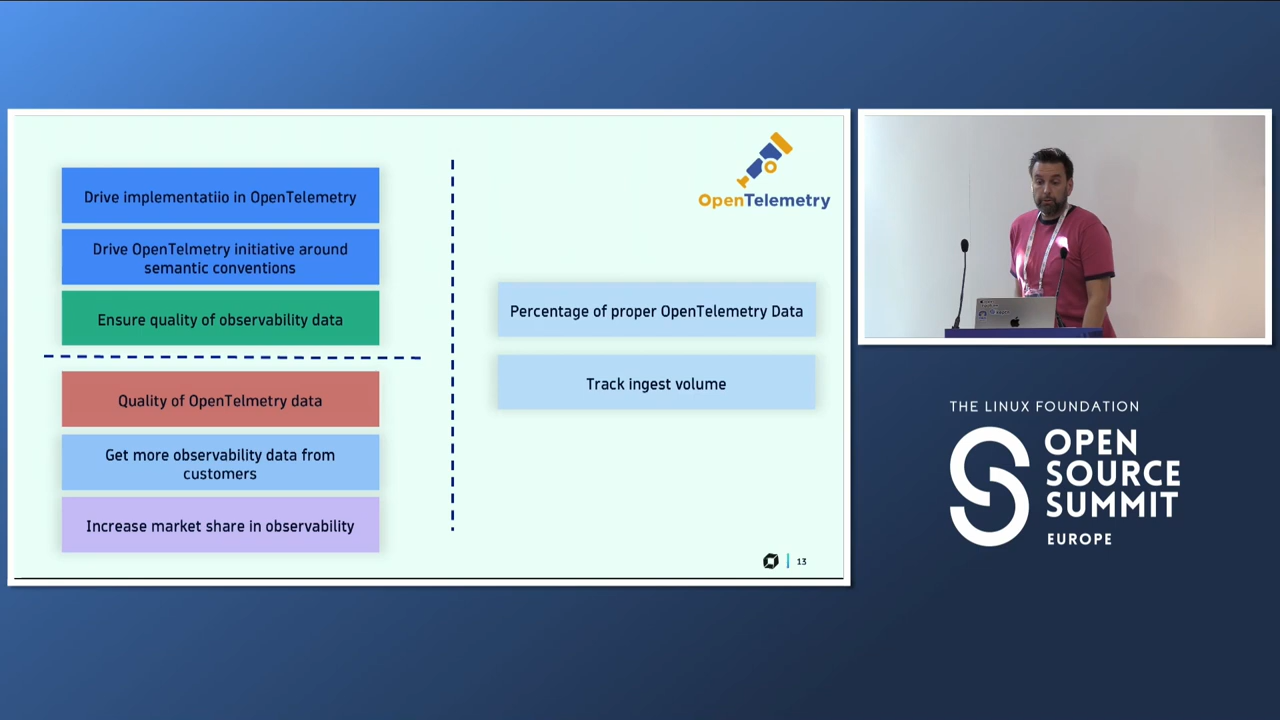 Drive implementatiio in OpenTelemetry
Drive OpenTelmetry initiative around
semantic conventions
Ensure quality of observability data
Quality of OpenTelmetry data
Get more observability data from
customers
Increase market share in observability
OpenTelemetry
Percentage of proper OpenTelemetry Data
Track ingest volume
13
THE LINUX FOUNDATION
OPEN
SOURCE
SUMMIT
EUROPE